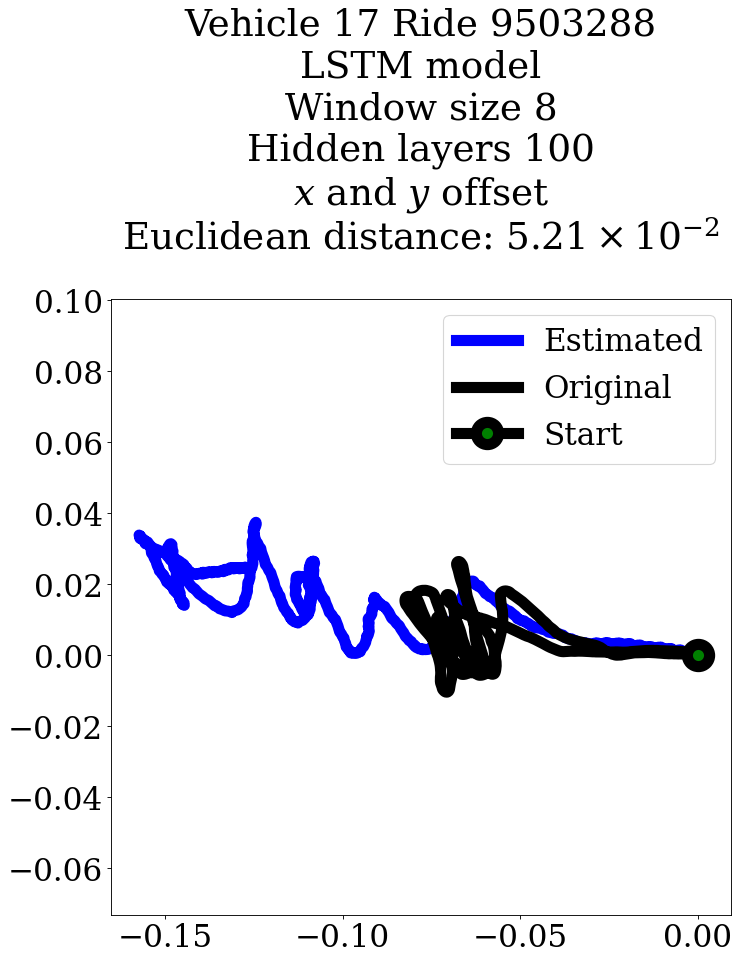 Vehicle 17 Ride 9503288
LSTM model
Window size 8
Hidden layers 100
x and y offset
Euclidean distance: 5.21 × 10⁻²
Estimated
Original
Start
0.10
0.08
0.06
0.04
0.02
0.00
−0.02
−0.04
−0.06
−0.15 −0.10 −0.05 0.00